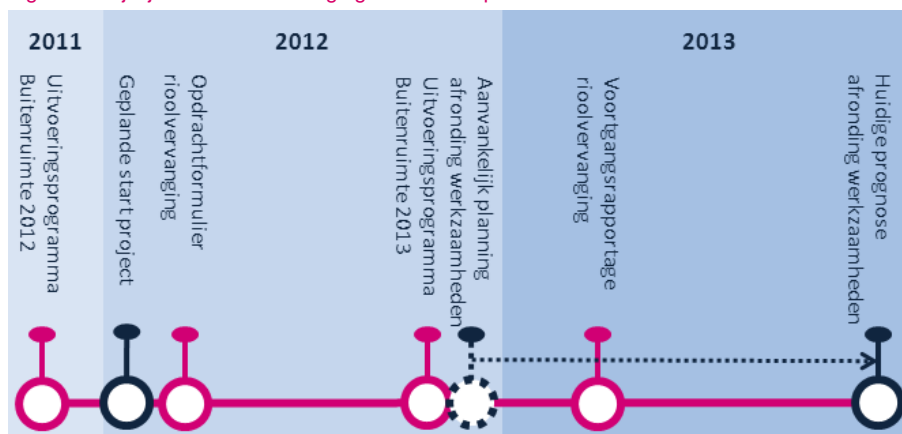 2011
2012
2013
Uitvoeringsprogramma
Buitenruimte 2012
Geplande start project
Opdrachtformulier
rioolvervanging
Uitvoeringsprogramma
Buitenruimte 2013
Aanvankelijk planning
afronding werkzaamheden
Voortgangsrapportage
rioolvervanging
Huidige prognose
afronding werkzaamheden